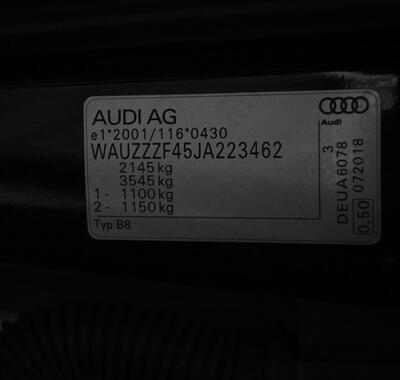 AUDI AG
e1*2001/116*0430
WAUZZZF45JA223462
2145 kg
3545 kg
1- 1100 kg
2- 1150 kg
Typ B8
Audi
3
DEUA6078
0,50 072018